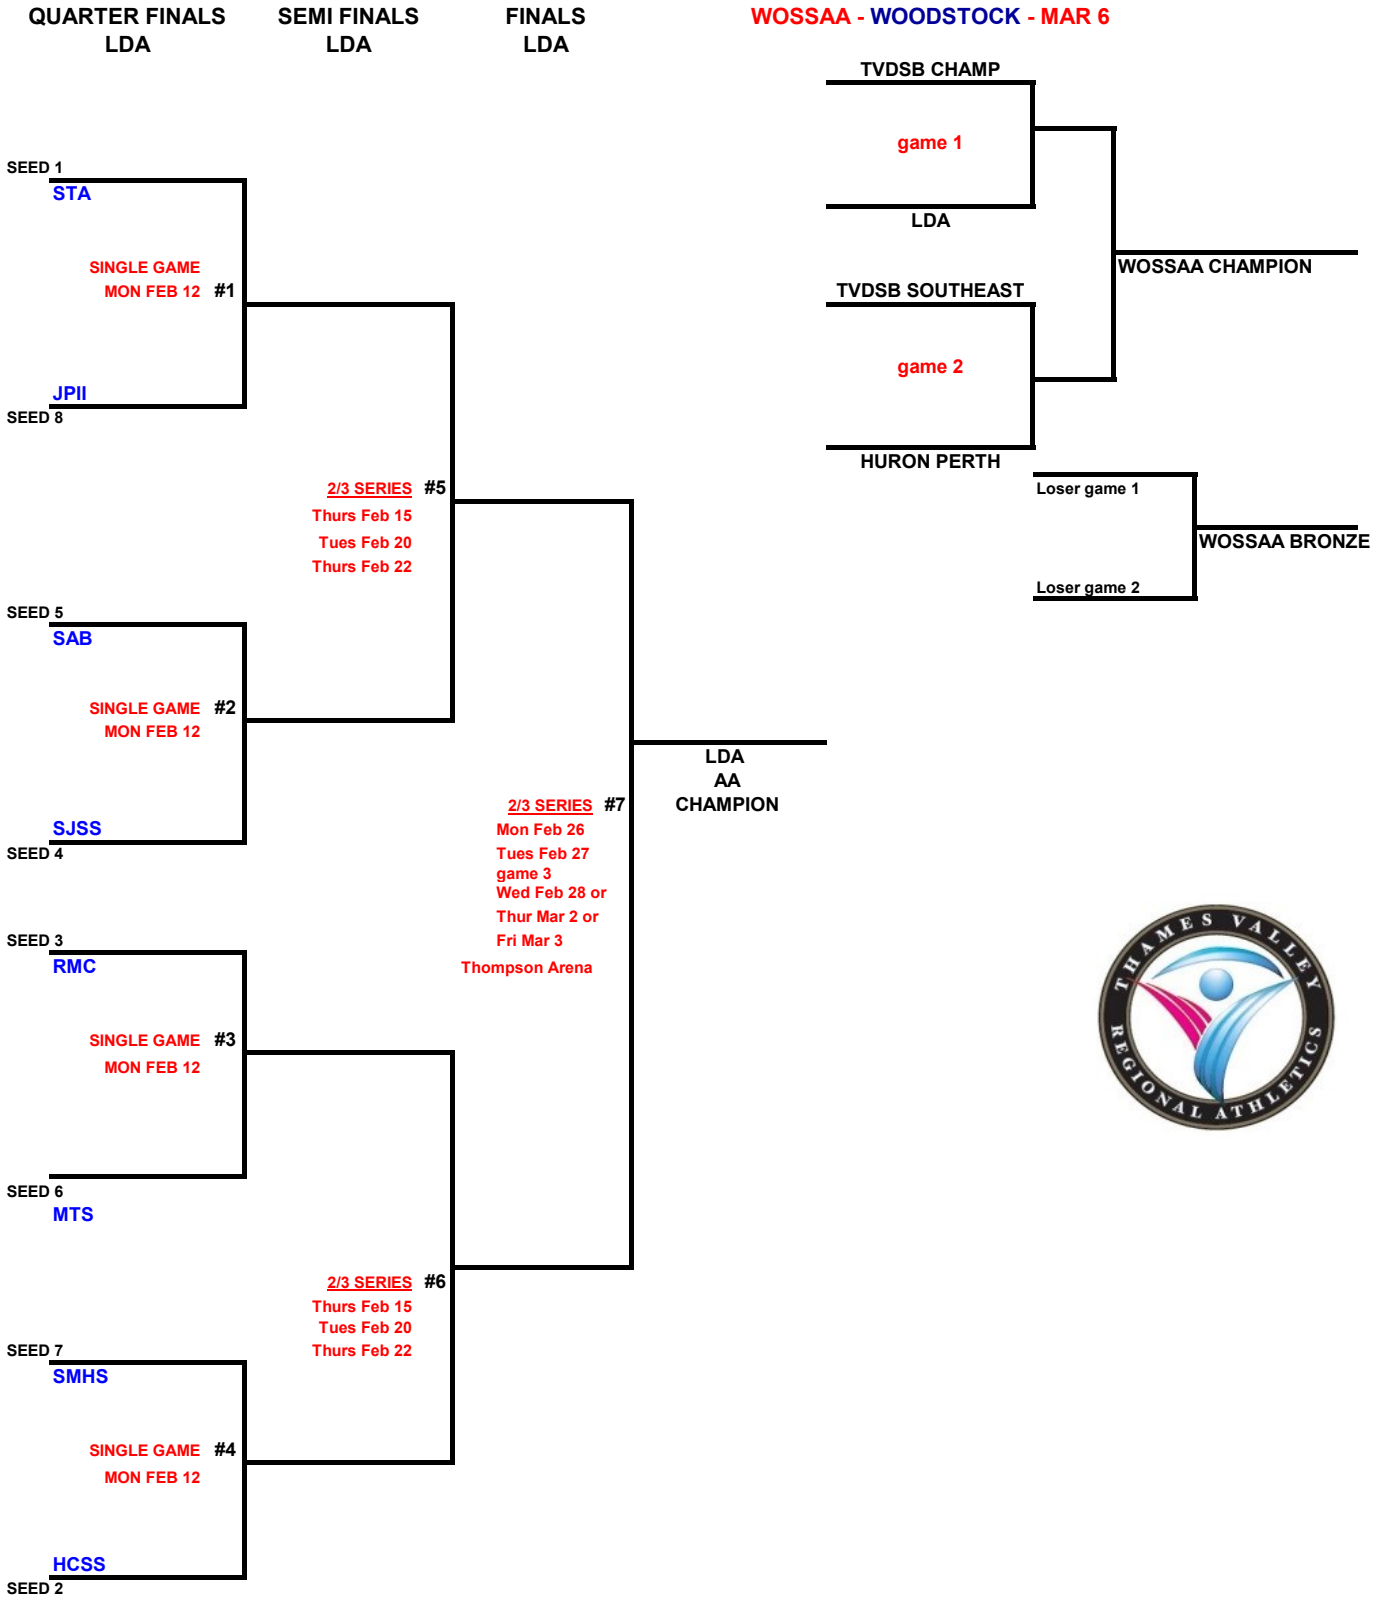 QUARTER FINALS
LDA
SEMI FINALS
LDA
FINALS
LDA
WOSSAA - WOODSTOCK - MAR 6
SEED 1
STA
SINGLE GAME
MON FEB 12 #1
JPII
SEED 8
SEED 5
SAB
SINGLE GAME #2
MON FEB 12
SJSS
SEED 4
SEED 3
RMC
SINGLE GAME #3
MON FEB 12
SEED 6
MTS
SEED 7
SMHS
SINGLE GAME #4
MON FEB 12
HCSS
SEED 2
2/3 SERIES #5
Thurs Feb 15
Tues Feb 20
Thurs Feb 22
2/3 SERIES #6
Thurs Feb 15
Tues Feb 20
Thurs Feb 22
2/3 SERIES #7
Mon Feb 26
Tues Feb 27
game 3
Wed Feb 28 or
Thur Mar 2 or
Fri Mar 3
Thompson Arena
LDA
AA
CHAMPION
TVDSB CHAMP
game 1
LDA
TVDSB SOUTHEAST
game 2
HURON PERTH
WOSSAA CHAMPION
Loser game 1
Loser game 2
WOSSAA BRONZE
THAMES VALLEY
REGIONAL ATHLETICS